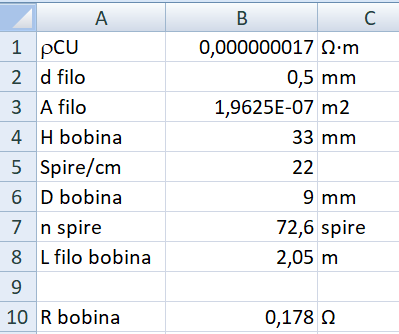 A B C
1 ρCU 0,000000017 Ω·m
2 d filo 0,5 mm
3 A filo 1,9625E-07 m2
4 H bobina 33 mm
5 Spire/cm 22
6 D bobina 9 mm
7 n spire 72,6 spire
8 L filo bobina 2,05 m
9
10 R bobina 0,178 Ω